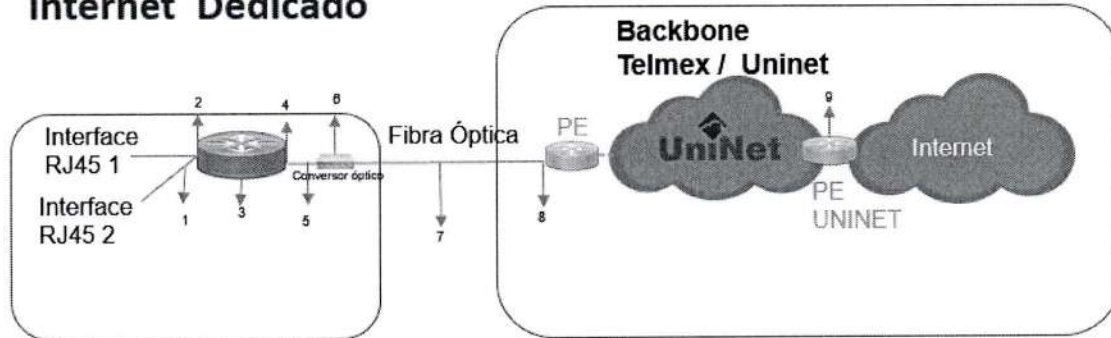 Internet Dedicado
Backbone
Telmex / Uninet
2
4
6
9
Interface
RJ45 1
Fibra Óptica
PE
UniNet
Internet
Conversor óptico
Interface
RJ45 2
1
3
5
7
8
PE
UNINET